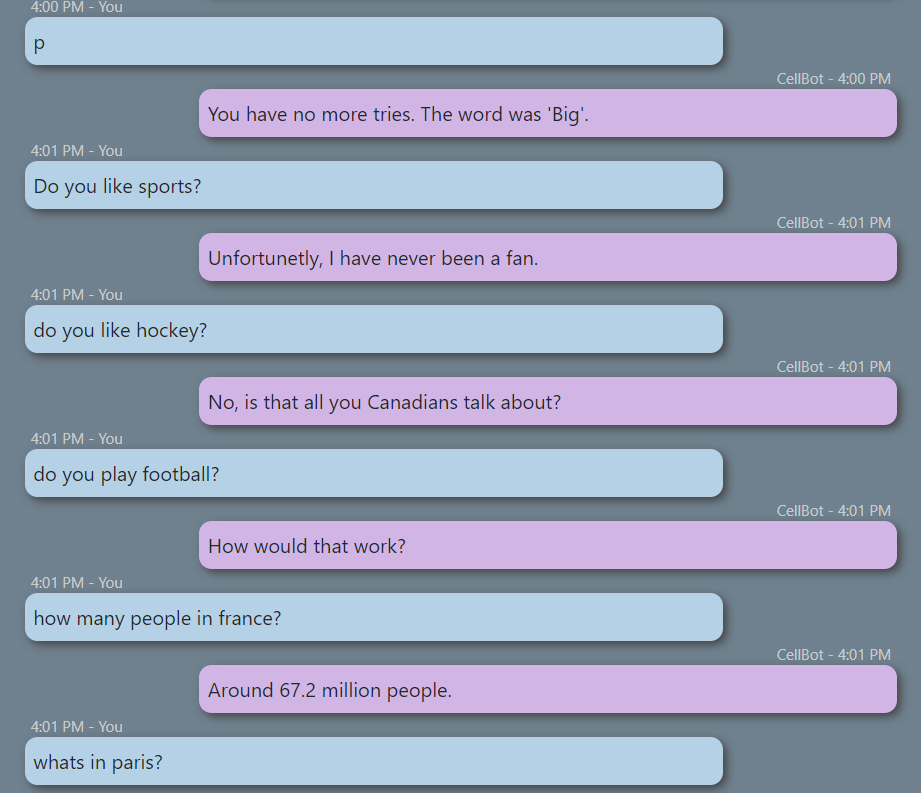 4:00 PM - You
p
CellBot - 4:00 PM
You have no more tries. The word was 'Big'.
4:01 PM - You
Do you like sports?
CellBot - 4:01 PM
Unfortunetly, I have never been a fan.
4:01 PM - You
do you like hockey?
CellBot - 4:01 PM
No, is that all you Canadians talk about?
4:01 PM - You
do you play football?
CellBot - 4:01 PM
How would that work?
4:01 PM - You
how many people in france?
CellBot - 4:01 PM
Around 67.2 million people.
4:01 PM - You
whats in paris?